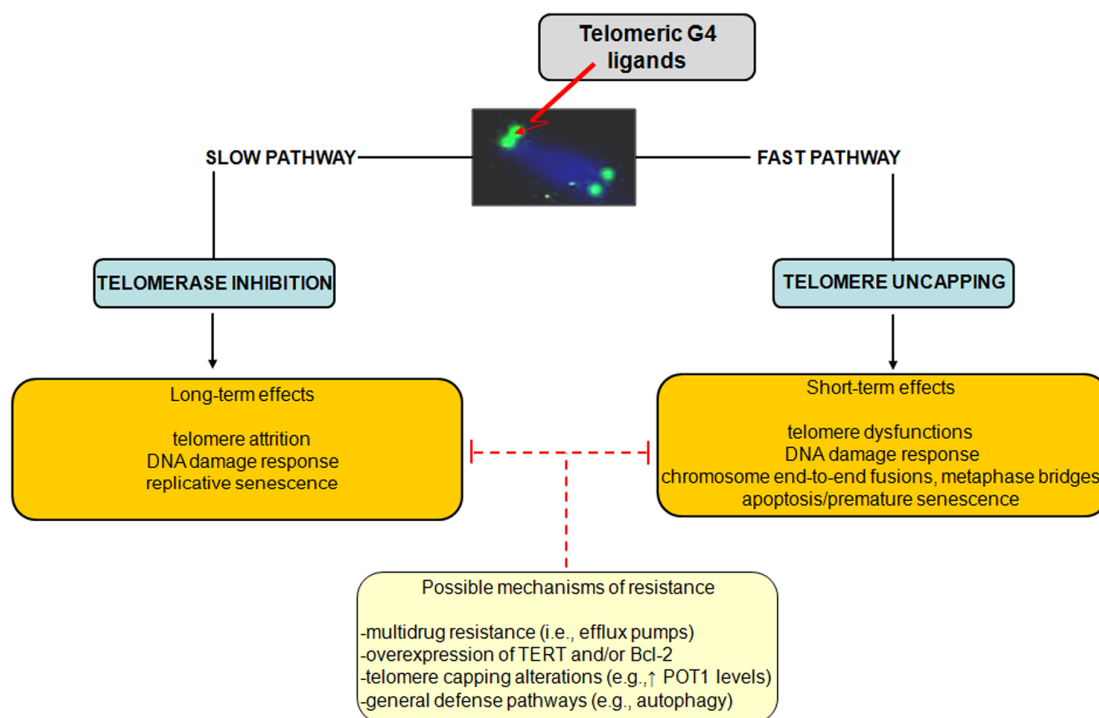 Telomeric G4
ligands
SLOW PATHWAY
FAST PATHWAY
TELOMERASE INHIBITION
TELOMERE UNCAPPING
Long-term effects
telomere attrition
DNA damage response
replicative senescence
Short-term effects
telomere dysfunctions
DNA damage response
chromosome end-to-end fusions, metaphase bridges
apoptosis/premature senescence
Possible mechanisms of resistance
-multidrug resistance (i.e., efflux pumps)
-overexpression of TERT and/or Bcl-2
-telomere capping alterations (e.g.,↑ POT1 levels)
-general defense pathways (e.g., autophagy)